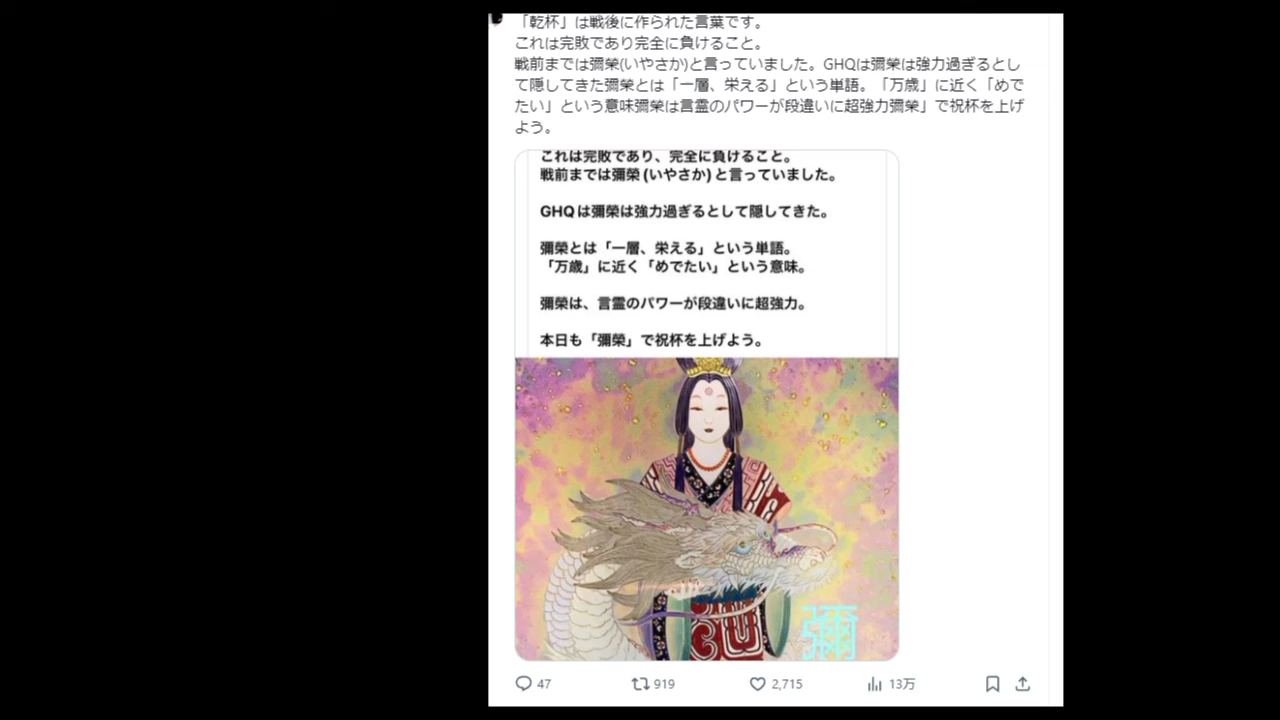 「乾杯」は戦後に作られた言葉です。
これは完敗であり完全に負けること。
戦前までは彌榮(いやさか)と言っていました。GHQは彌榮は強力過ぎるとし
て隠してきた彌榮とは「一層、栄える」という単語。「万歳」に近く「めで
たい」という意味彌榮は言霊のパワーが段違いに超強力彌榮」で祝杯を上げ
よう。
これは完敗であり、完全に負けること。
戦前までは彌榮(いやさか)と言っていました。
GHQは彌榮は強力過ぎるとして隠してきた。
彌榮とは「一層、栄える」という単語。
「万歳」に近く「めでたい」という意味。
彌榮は、言霊のパワーが段違いに超強力。
本日も「彌榮」で祝杯を上げよう。
彌
47 919 2,715 13万